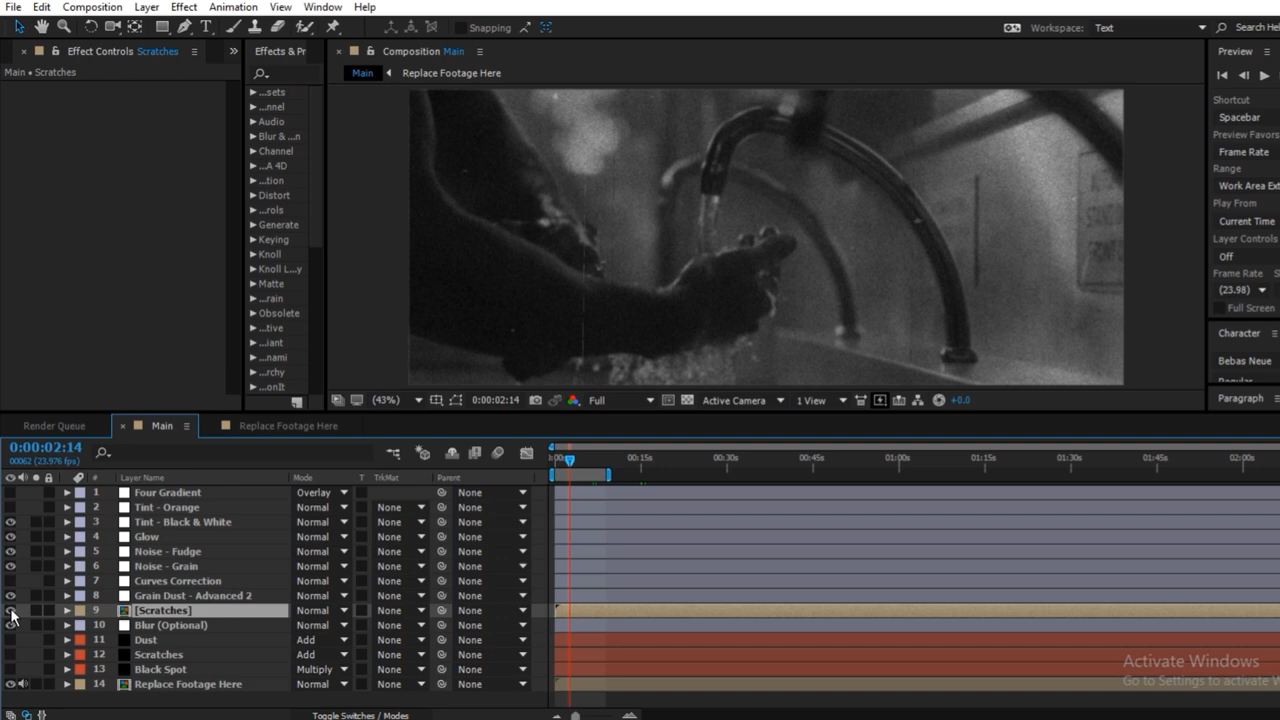 File Edit Composition Layer Effect Animation View Window Help
Snapping
Workspace: Text
Search He
Effect Controls Scratches
Effects & Pr
Composition Main
Preview
Main • Scratches
Main Replace Footage Here
...sets
...nnel
Audio
Blur & ...n
Channel
...A 4D
...tion
Distort
...rols
Generate
Keying
Knoll
Knoll L...y
Matte
...rain
Obsolete
...tive
...iant
...nami
...rchy
...onIt
Shortcut
Spacebar
Preview Favors
Frame Rate
Range
Work Area Ext
Play From
Current Time
Layer Controls
Off
Frame Rate S
(23.98)
Full Screen
Character
Bebas Neue
Regular
Paragraph
(43%) 0:00:02:14 Full Active Camera 1 View +0.0
Render Queue Main Replace Footage Here
0:00:02:14
00062 (23.976 fps)
00s 00:15s 00:30s 00:45s 01:00s 01:15s 01:30s 01:45s 02:00s
# Layer Name Mode T TrkMat Parent
1 Four Gradient Overlay None
2 Tint - Orange Normal None None
3 Tint - Black & White Normal None None
4 Glow Normal None None
5 Noise - Fudge Normal None None
6 Noise - Grain Normal None None
7 Curves Correction Normal None None
8 Grain Dust - Advanced 2 Normal None None
9 [Scratches] Normal None None
10 Blur (Optional) Normal None None
11 Dust Add None None
12 Scratches Add None None
13 Black Spot Multiply None None
14 Replace Footage Here Normal None None
Activate Windows
Go to Settings to activate W
Toggle Switches / Modes